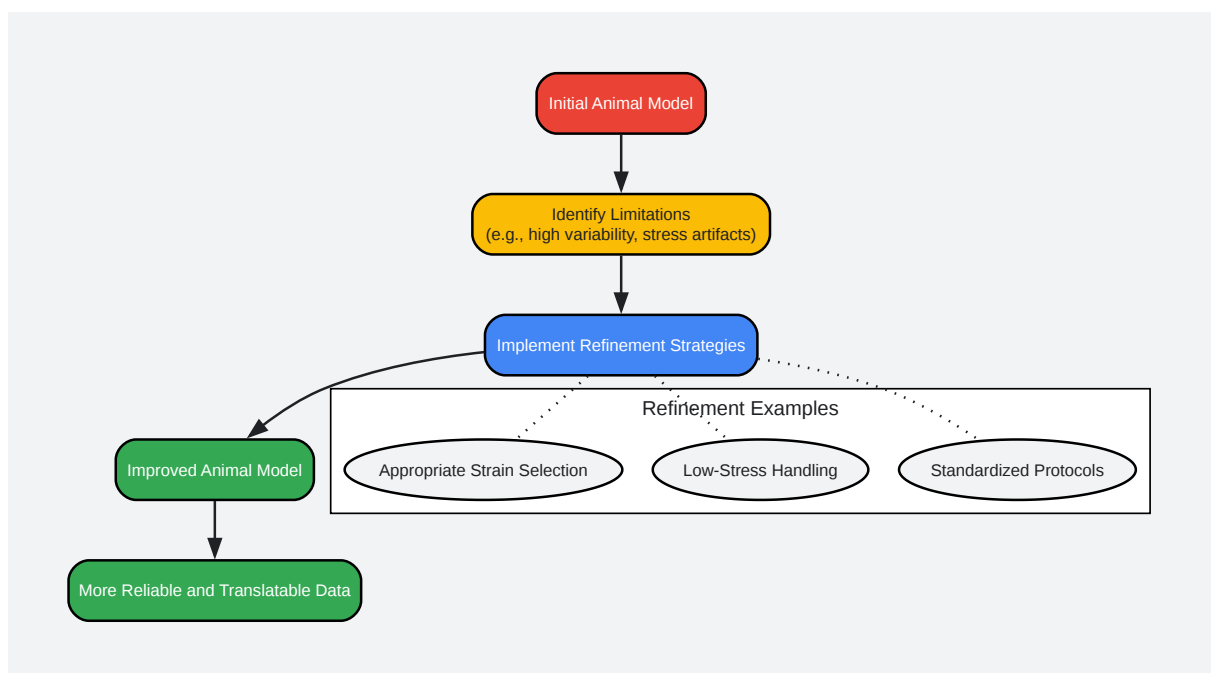 Initial Animal Model
Identify Limitations
(e.g., high variability, stress artifacts)
Implement Refinement Strategies
Refinement Examples
Improved Animal Model
Appropriate Strain Selection
Low-Stress Handling
Standardized Protocols
More Reliable and Translatable Data